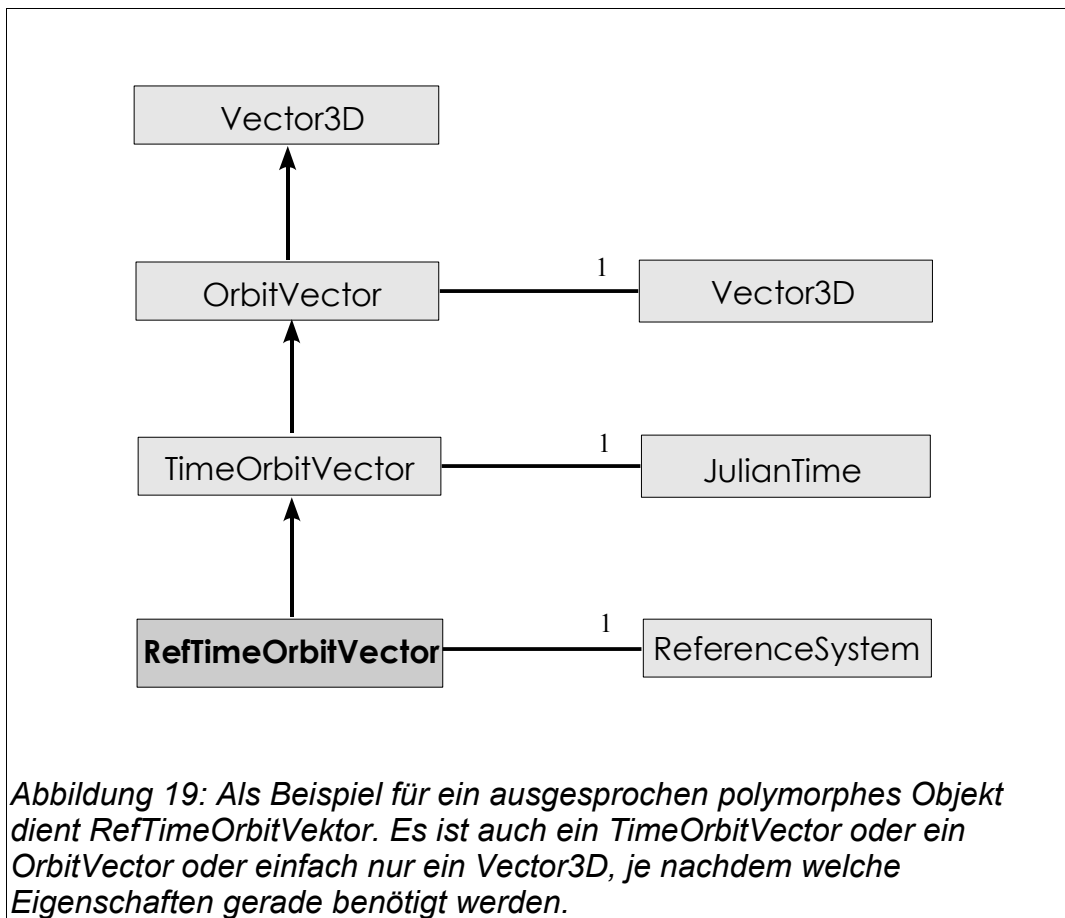 Vector3D
1
OrbitVector
Vector3D
1
TimeOrbitVector
JulianTime
1
RefTimeOrbitVector
ReferenceSystem
Abbildung 19: Als Beispiel für ein ausgesprochen polymorphes Objekt
dient RefTimeOrbitVektor. Es ist auch ein TimeOrbitVector oder ein
OrbitVector oder einfach nur ein Vector3D, je nachdem welche
Eigenschaften gerade benötigt werden.